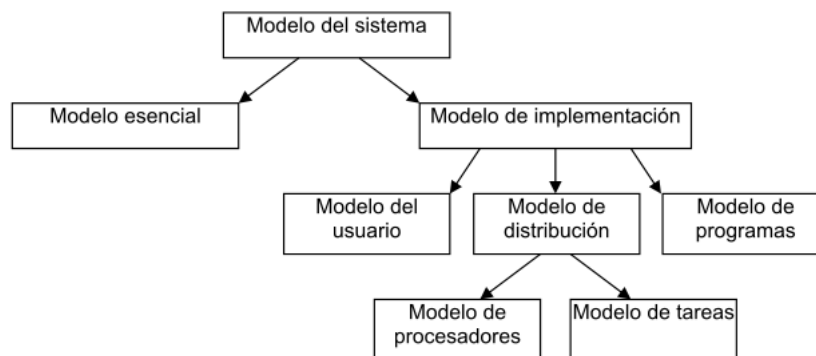 Modelo del sistema
Modelo esencial
Modelo de implementación
Modelo del
usuario
Modelo de
distribución
Modelo de
programas
Modelo de
procesadores
Modelo de tareas